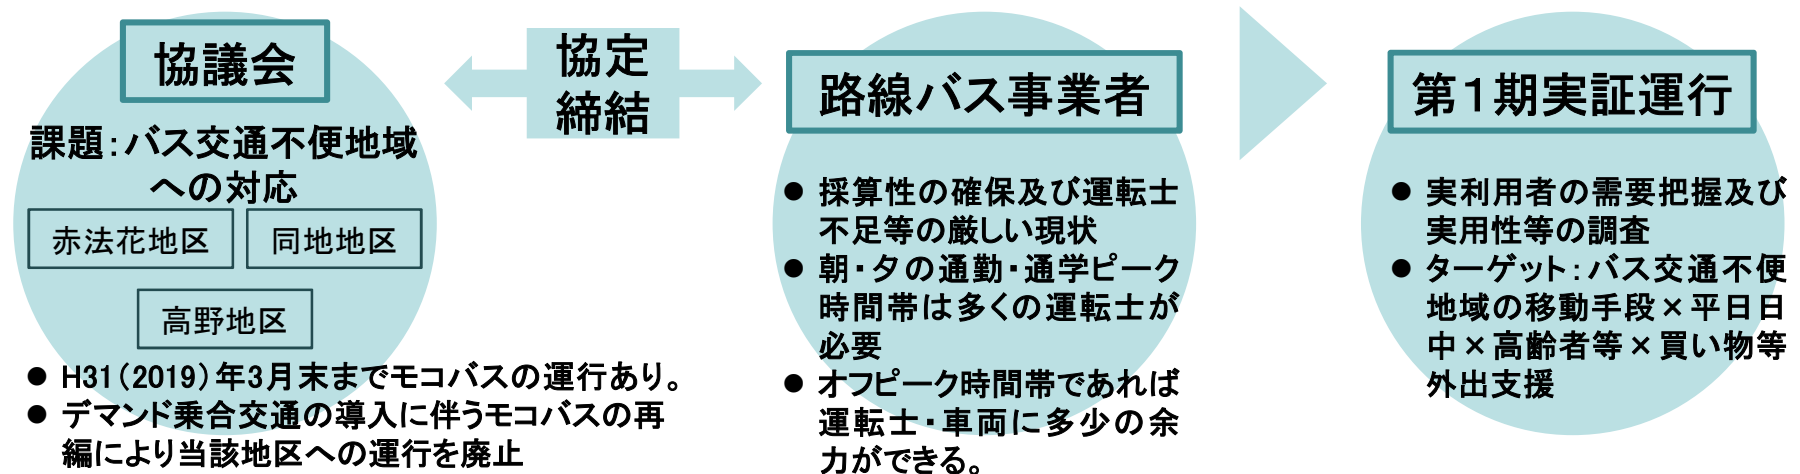 協議会
課題：バス交通不便地域
への対応
赤法花地区
同地地区
高野地区
● H31（2019）年3月末までモコバスの運行あり。
● デマンド乗合交通の導入に伴うモコバスの再
編により当該地区への運行を廃止
協定
締結
路線バス事業者
● 採算性の確保及び運転士
不足等の厳しい現状
● 朝・夕の通勤・通学ピーク
時間帯は多くの運転士が
必要
● オフピーク時間帯であれば
運転士・車両に多少の余
力ができる。
第１期実証運行
● 実利用者の需要把握及び
実用性等の調査
● ターゲット：バス交通不便
地域の移動手段×平日日
中×高齢者等×買い物等
外出支援